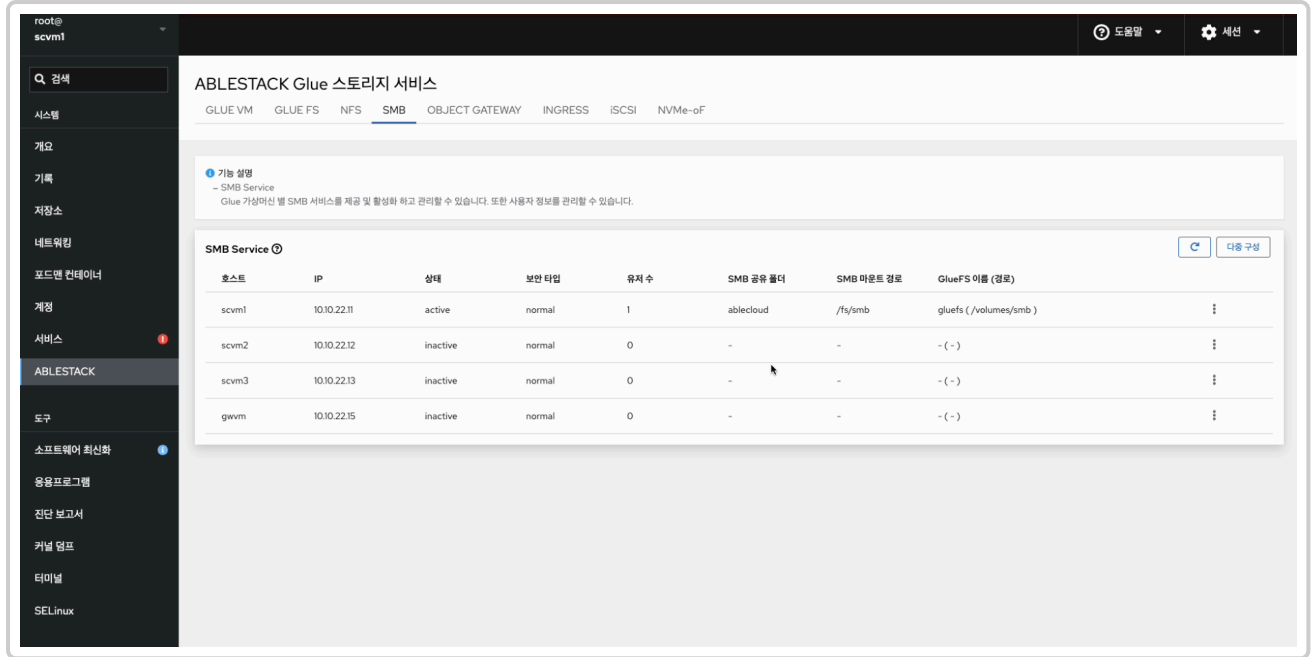 root@
scvm1
도움말
세션
검색
시스템
개요
기록
저장소
네트워킹
포드맨 컨테이너
계정
서비스
ABLESTACK
도구
소프트웨어 최신화
응용프로그램
진단 보고서
커널 덤프
터미널
SELinux
ABLESTACK Glue 스토리지 서비스
GLUE VM GLUE FS NFS SMB OBJECT GATEWAY INGRESS iSCSI NVMe-oF
기능 설명
– SMB Service
Glue 가상머신 별 SMB 서비스를 제공 및 활성화 하고 관리할 수 있습니다. 또한 사용자 정보를 관리할 수 있습니다.
SMB Service
다중 구성
호스트 IP 상태 보안 타입 유저 수 SMB 공유 폴더 SMB 마운트 경로 GlueFS 이름 (경로)
scvm1 10.10.22.11 active normal 1 ablecloud /fs/smb gluefs ( /volumes/smb )
scvm2 10.10.22.12 inactive normal 0 - - - ( - )
scvm3 10.10.22.13 inactive normal 0 - - - ( - )
gwvm 10.10.22.15 inactive normal 0 - - - ( - )